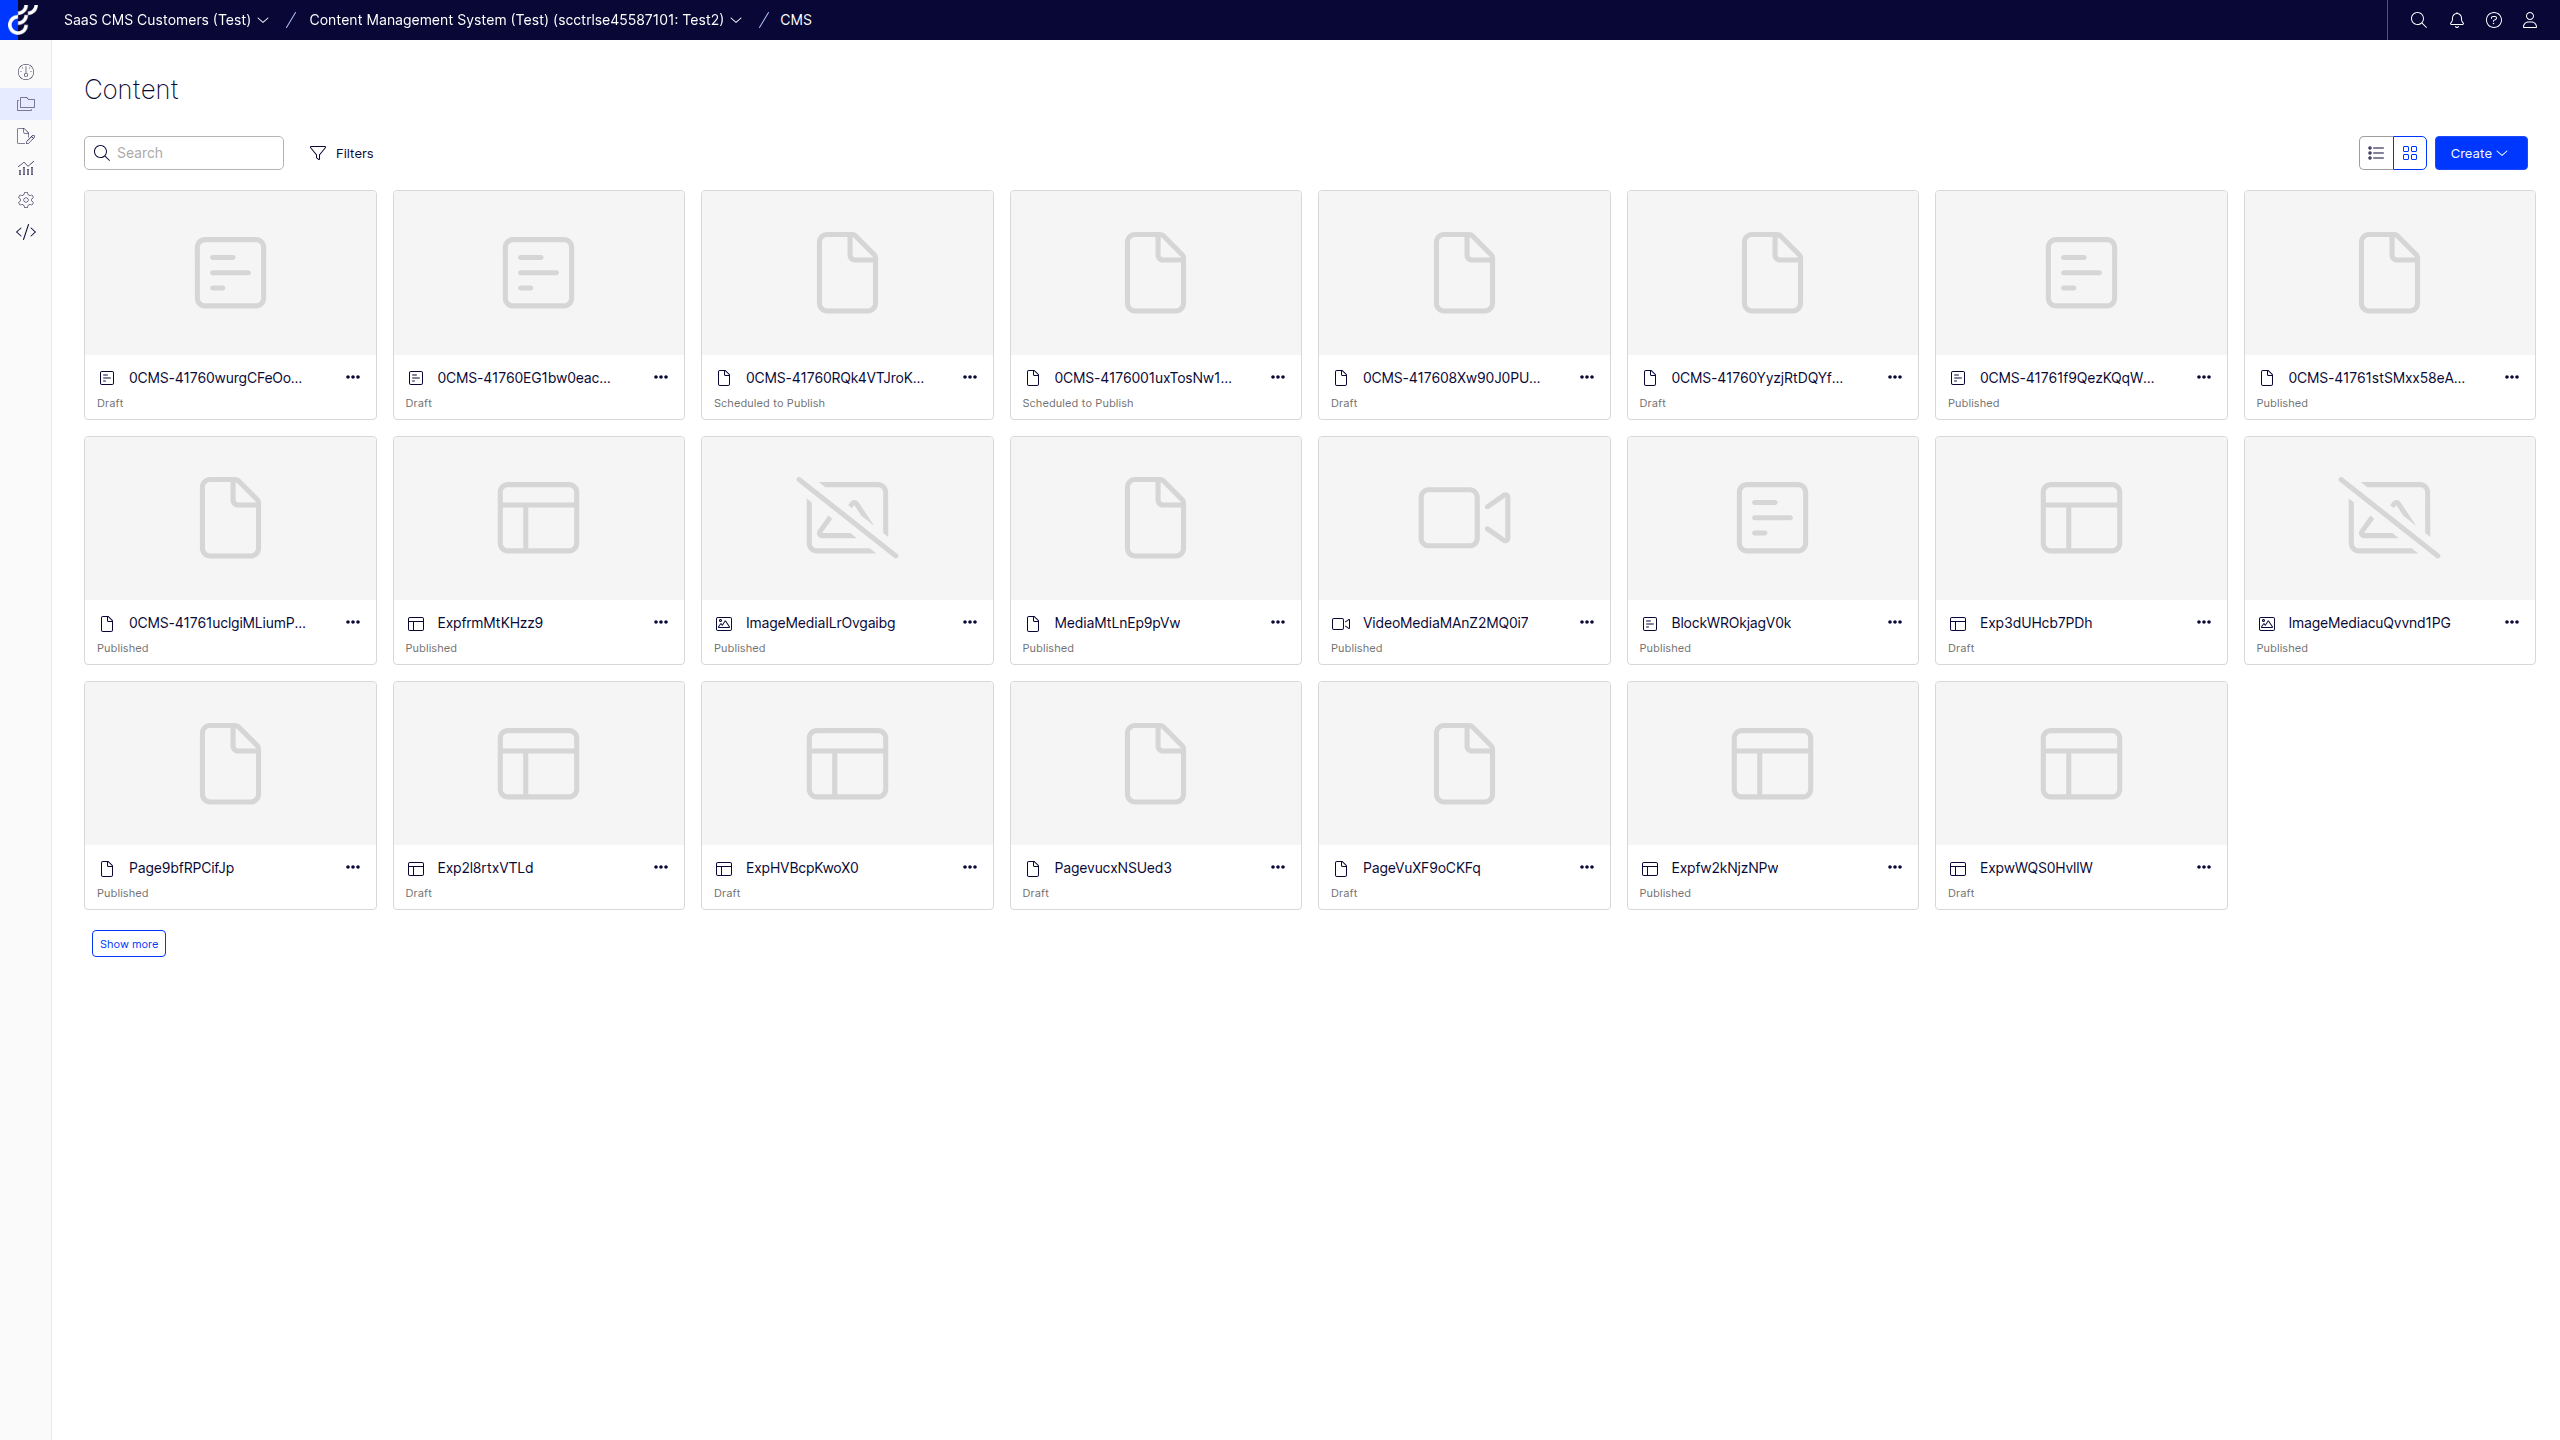 SaaS CMS Customers (Test) / Content Management System (Test) (scctrlse45587101: Test2) / CMS
Content
Search Filters Create
0CMS-41760wurgCFeOo... 0CMS-41760EG1bw0eac... 0CMS-41760RQk4VTJroK... 0CMS-4176001uxTosNw1... 0CMS-417608Xw90J0PU... 0CMS-41760YyzjRtDQYf... 0CMS-41761f9QezKQqW... 0CMS-41761stSMxx58eA...
Draft Draft Scheduled to Publish Scheduled to Publish Draft Draft Published Published
0CMS-41761uclgiMLiumP... ExpfrmMtKHzz9 ImageMediaILrOvgaibg MediaMtLnEp9pVw VideoMediaMAnZ2MQ0i7 BlockWROkjagV0k Exp3dUHcb7PDh ImageMediacuQvvnd1PG
Published Published Published Published Published Published Draft Published
Page9bfRPCifJp Exp2I8rtxVTLd ExpHVBcpKwoX0 PagevucxNSUed3 PageVuXF9oCKFq Expfw2kNjzNPw ExpwWQS0HvlIW
Published Draft Draft Draft Draft Published Draft
Show more